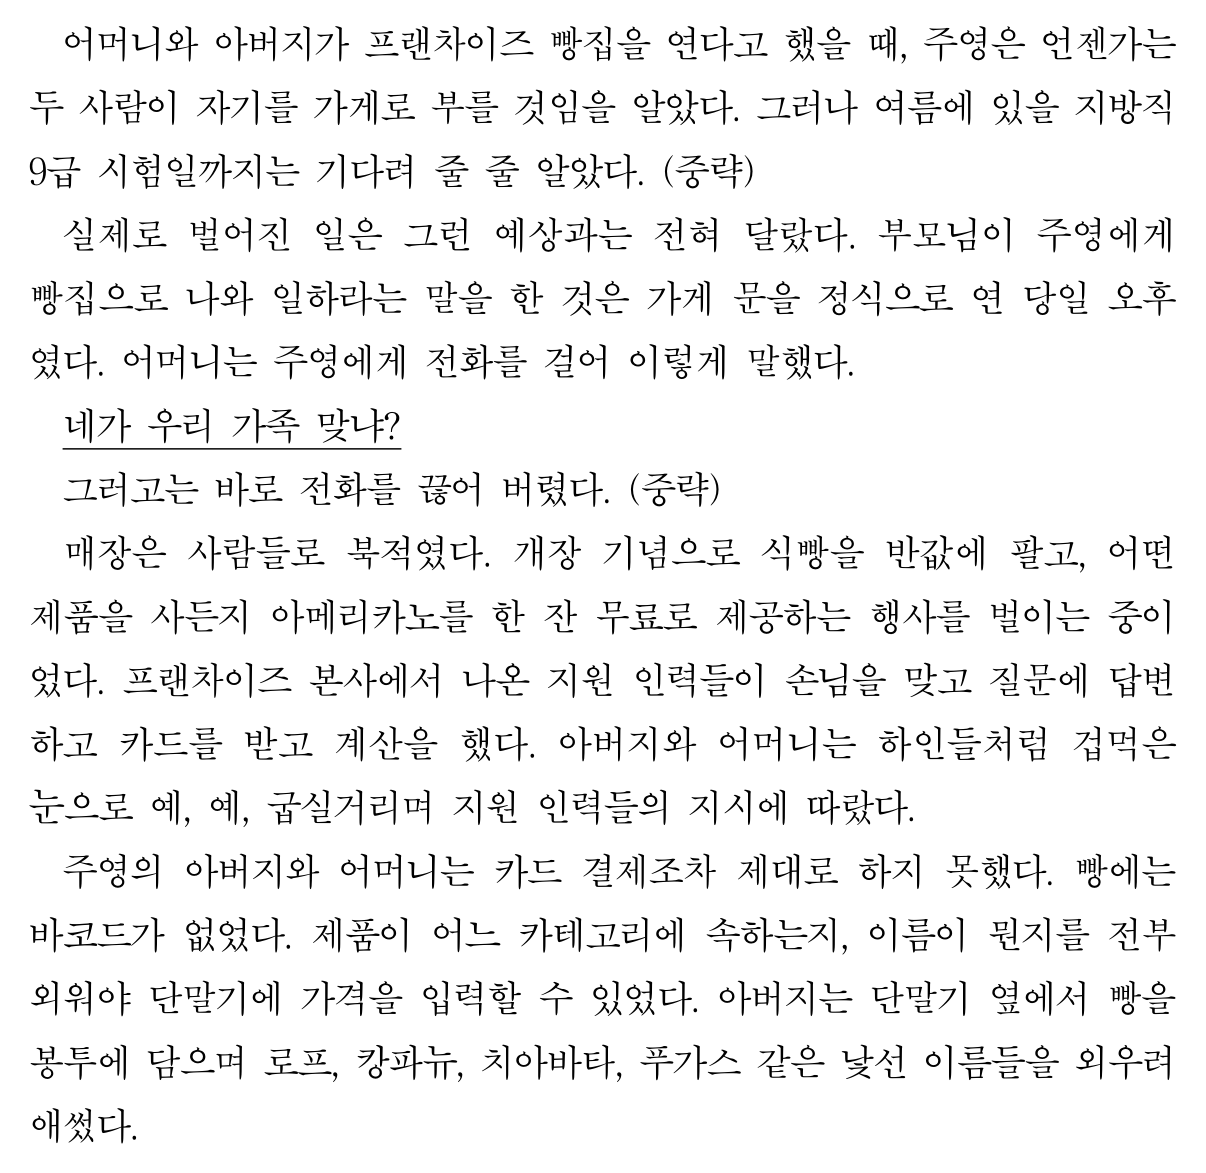 어머니와 아버지가 프랜차이즈 빵집을 연다고 했을 때, 주영은 언젠가는
두 사람이 자기를 가게로 부를 것임을 알았다. 그러나 여름에 있을 지방직
9급 시험일까지는 기다려 줄 줄 알았다. (중략)
실제로 벌어진 일은 그런 예상과는 전혀 달랐다. 부모님이 주영에게
빵집으로 나와 일하라는 말을 한 것은 가게 문을 정식으로 연 당일 오후
였다. 어머니는 주영에게 전화를 걸어 이렇게 말했다.
네가 우리 가족 맞냐?
그러고는 바로 전화를 끊어 버렸다. (중략)
매장은 사람들로 북적였다. 개장 기념으로 식빵을 반값에 팔고, 어떤
제품을 사든지 아메리카노를 한 잔 무료로 제공하는 행사를 벌이는 중이
었다. 프랜차이즈 본사에서 나온 지원 인력들이 손님을 맞고 질문에 답변
하고 카드를 받고 계산을 했다. 아버지와 어머니는 하인들처럼 겁먹은
눈으로 예, 예, 굽실거리며 지원 인력들의 지시에 따랐다.
주영의 아버지와 어머니는 카드 결제조차 제대로 하지 못했다. 빵에는
바코드가 없었다. 제품이 어느 카테고리에 속하는지, 이름이 뭔지를 전부
외워야 단말기에 가격을 입력할 수 있었다. 아버지는 단말기 옆에서 빵을
봉투에 담으며 로프, 캉파뉴, 치아바타, 푸가스 같은 낯선 이름들을 외우려
애썼다.